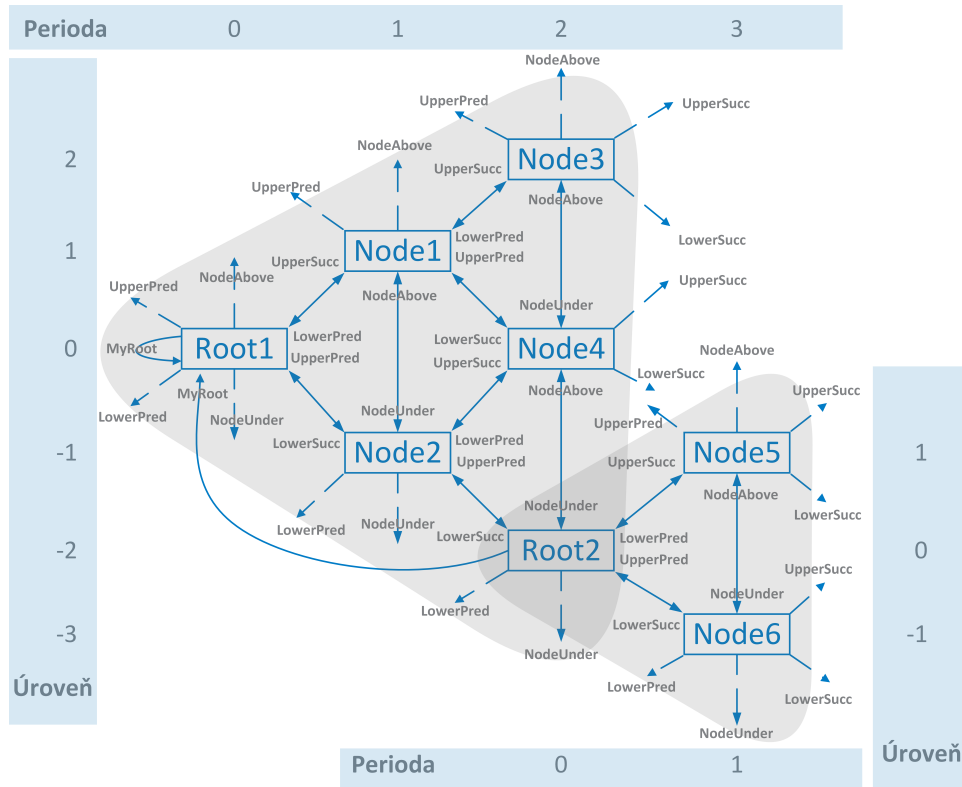 Perioda 0 1 2 3
NodeAbove
UpperPred
UpperSucc
2
Node3
NodeAbove
UpperSucc
UpperPred
NodeAbove
LowerSucc
1
Node1
LowerPred
UpperPred
UpperSucc
NodeAbove
NodeAbove
UpperPred
UpperSucc
NodeUnder
0
MyRoot
Root1
LowerPred
UpperPred
LowerSucc
UpperSucc
Node4
NodeAbove
LowerSucc
NodeAbove
MyRoot
UpperSucc
LowerPred
NodeUnder
NodeUnder
UpperPred
-1
LowerSucc
Node2
LowerPred
UpperPred
UpperSucc
Node5
1
NodeAbove
NodeUnder
LowerSucc
LowerPred
NodeUnder
LowerSucc
LowerPred
UpperPred
-2
Root2
0
UpperSucc
NodeUnder
LowerPred
LowerSucc
-3
Node6
-1
NodeUnder
LowerPred
LowerSucc
Úroveň
NodeUnder
Úroveň
Perioda 0 1